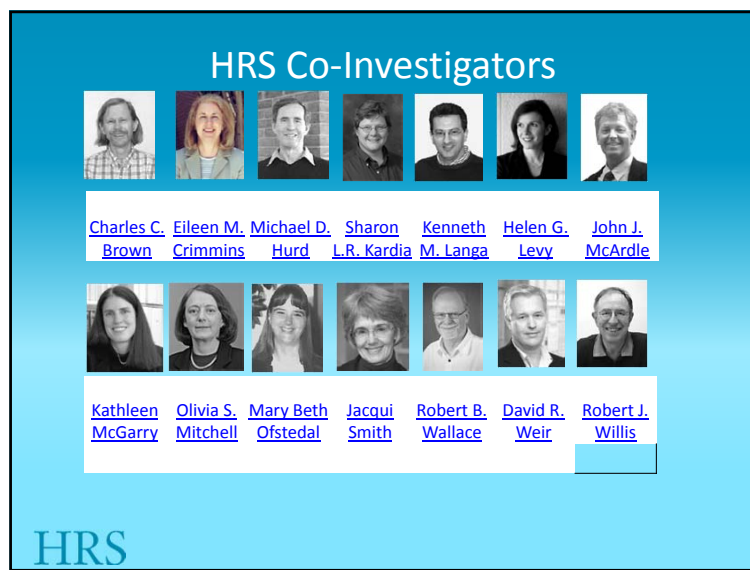 HRS Co-Investigators
Charles C. Eileen M. Michael D. Sharon Kenneth Helen G. John J.
Brown Crimmins Hurd L.R. Kardia M. Langa Levy McArdle
Kathleen Olivia S. Mary Beth Jacqui Robert B. David R. Robert J.
McGarry Mitchell Ofstedal Smith Wallace Weir Willis
HRS